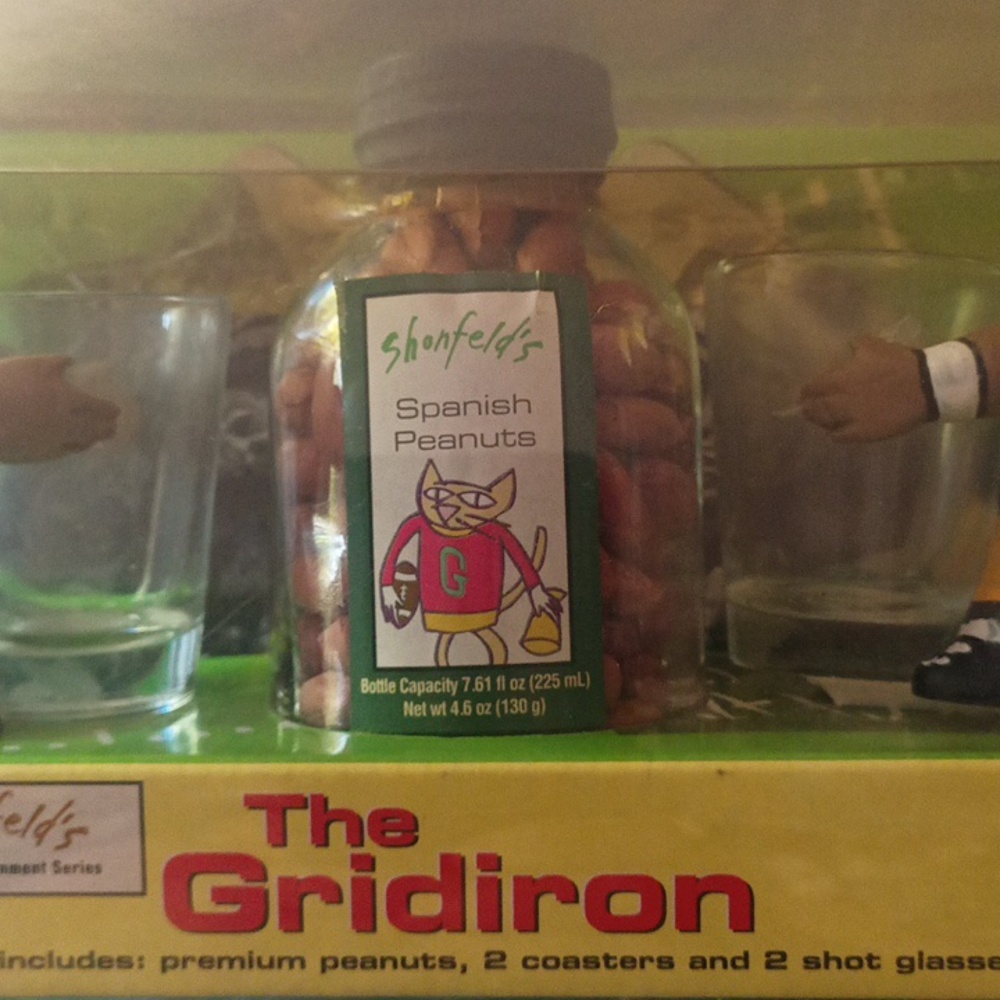 Shonfeld's
Spanish
Peanuts
G
Bottle Capacity 7.61 fl oz (225 mL)
Net wt 4.6 oz (130 g)
feld's
nment Series
The
Gridiron
includes: premium peanuts, 2 coasters and 2 shot glasse